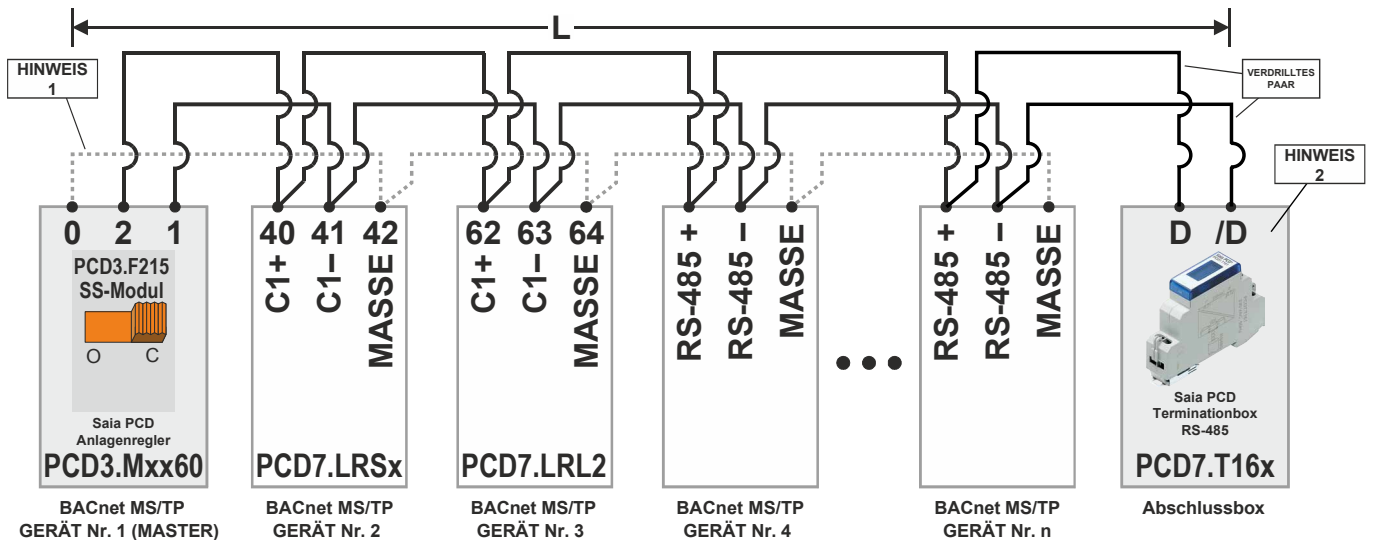 L
HINWEIS
1
VERDRILLTES
PAAR
HINWEIS
2
0 2 1
PCD3.F215
SS-Modul
O C
Saia PCD
Anlagenregler
PCD3.Mxx60
BACnet MS/TP
GERÄT Nr. 1 (MASTER)
40 41 42
C1+
C1–
MASSE
PCD7.LRSx
BACnet MS/TP
GERÄT Nr. 2
62 63 64
C1+
C1–
MASSE
PCD7.LRL2
BACnet MS/TP
GERÄT Nr. 3
RS-485 +
RS-485 –
MASSE
BACnet MS/TP
GERÄT Nr. 4
RS-485 +
RS-485 –
MASSE
BACnet MS/TP
GERÄT Nr. n
D /D
Saia PCD
Terminationbox
RS-485
PCD7.T16x
Abschlussbox